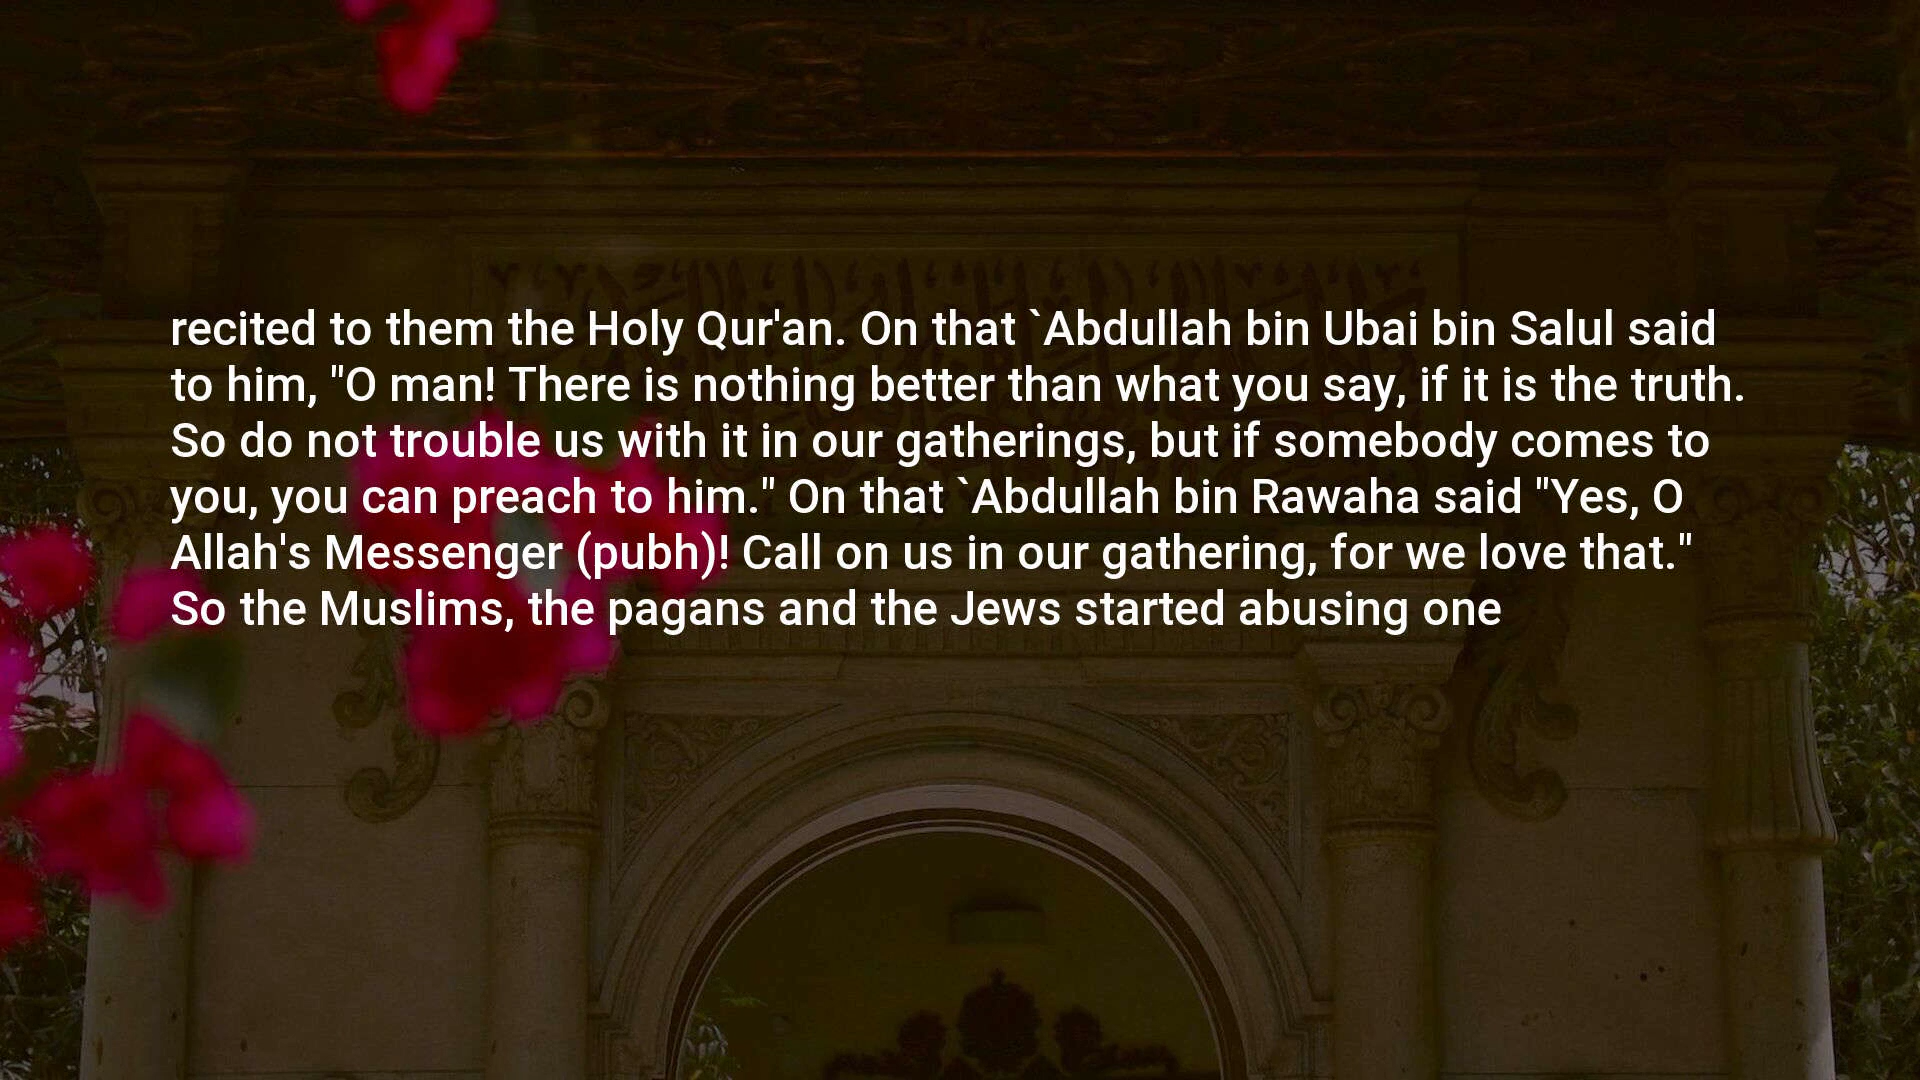 recited to them the Holy Qur'an. On that `Abdullah bin Ubai bin Salul said
to him, "O man! There is nothing better than what you say, if it is the truth.
So do not trouble us with it in our gatherings, but if somebody comes to
you, you can preach to him." On that `Abdullah bin Rawaha said "Yes, O
Allah's Messenger (pubh)! Call on us in our gathering, for we love that."
So the Muslims, the pagans and the Jews started abusing one